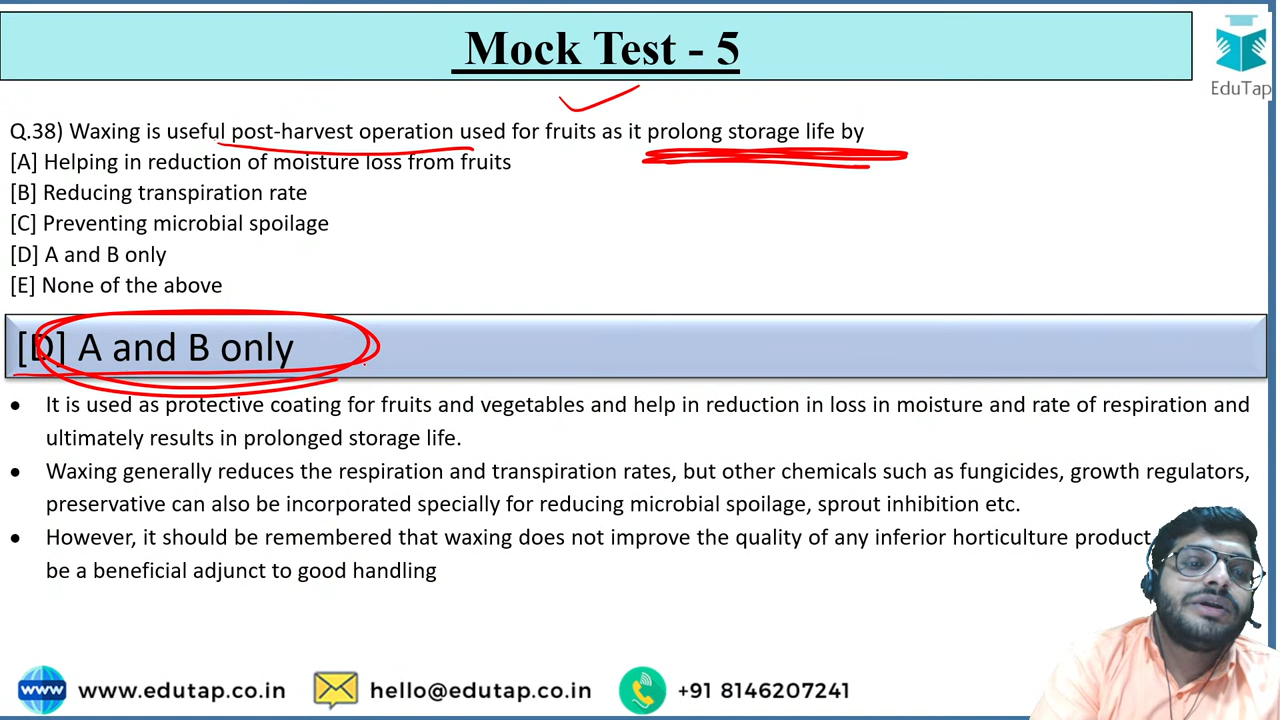 Mock Test - 5
EduTap
Q.38) Waxing is useful post-harvest operation used for fruits as it prolong storage life by
[A] Helping in reduction of moisture loss from fruits
[B] Reducing transpiration rate
[C] Preventing microbial spoilage
[D] A and B only
[E] None of the above
[D] A and B only
• It is used as protective coating for fruits and vegetables and help in reduction in loss in moisture and rate of respiration and
ultimately results in prolonged storage life.
• Waxing generally reduces the respiration and transpiration rates, but other chemicals such as fungicides, growth regulators,
preservative can also be incorporated specially for reducing microbial spoilage, sprout inhibition etc.
• However, it should be remembered that waxing does not improve the quality of any inferior horticulture product
be a beneficial adjunct to good handling
www www.edutap.co.in hello@edutap.co.in +91 8146207241